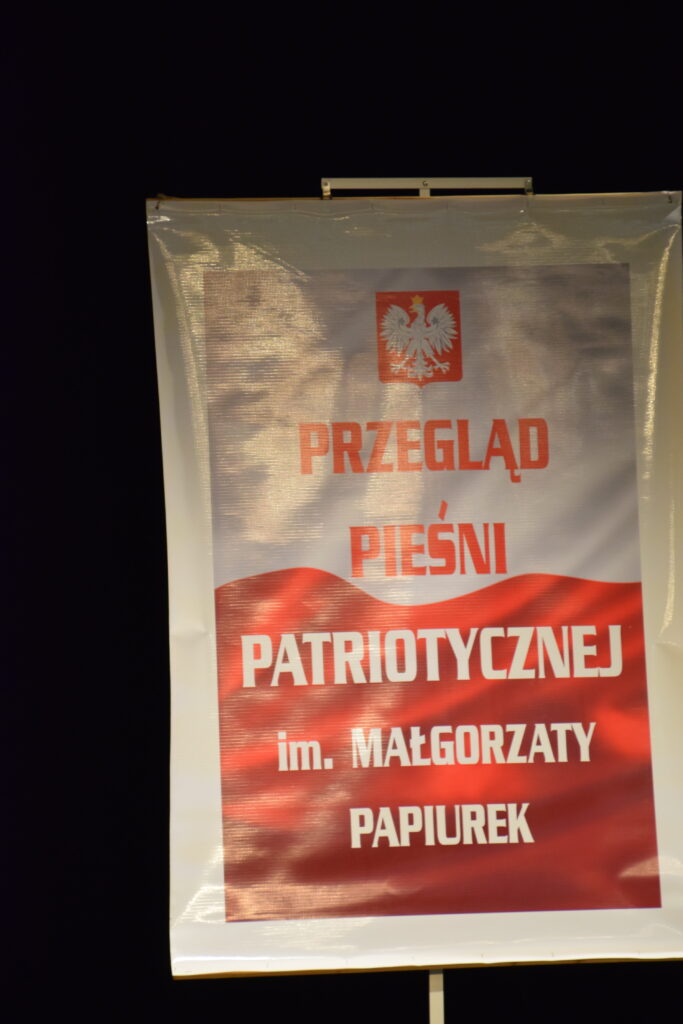 PRZEGLĄD
PIEŚNI
PATRIOTYCZNEJ
im. MAŁGORZATY
PAPIUREK